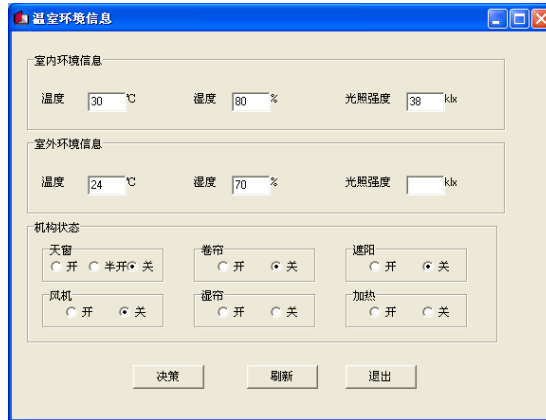 温室环境信息
室内环境信息
温度 30 ℃ 湿度 80 % 光照强度 38 klx
室外环境信息
温度 24 ℃ 湿度 70 % 光照强度 klx
机构状态
天窗 卷帘 遮阳
开 半开 关 开 关 开 关
风机 湿帘 加热
开 关 开 关 开 关
决策 刷新 退出